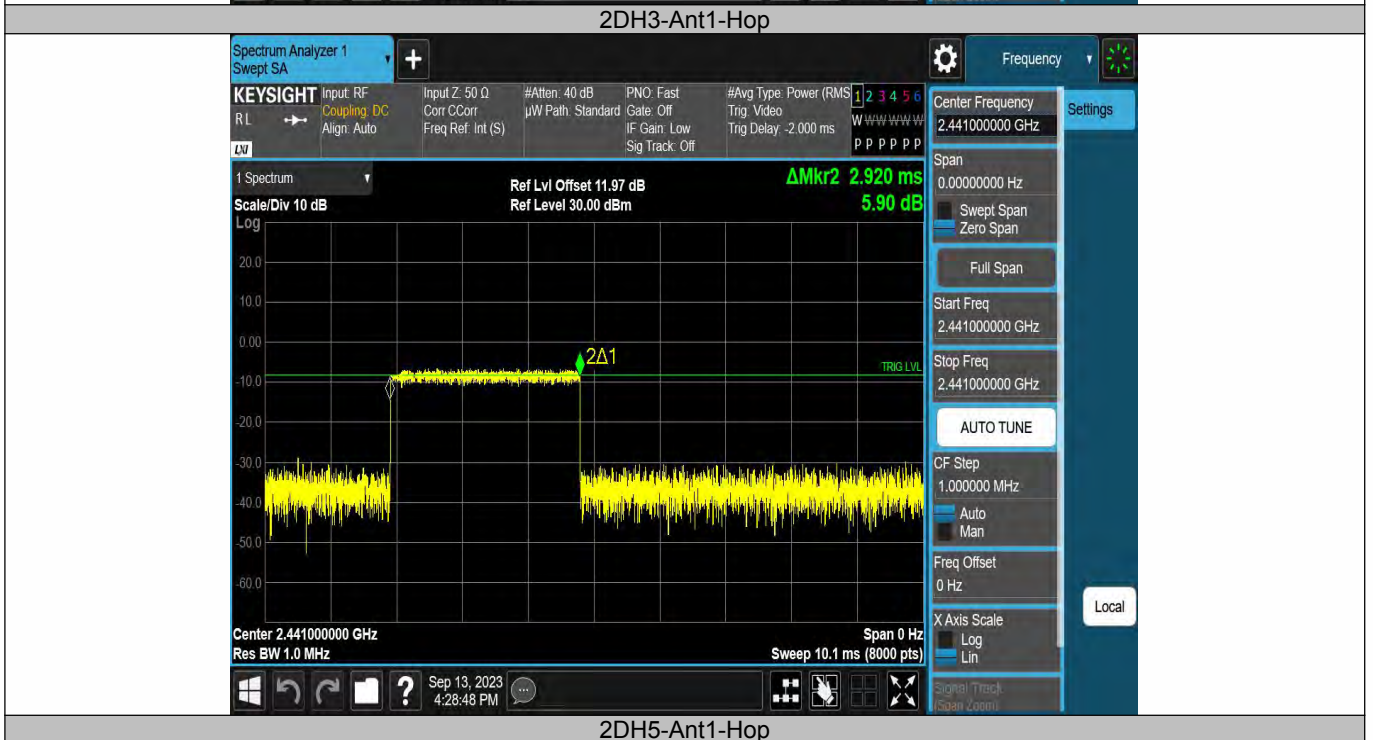 2DH3-Ant1-Hop
Spectrum Analyzer 1
Swept SA
Frequency
KEYSIGHT
RL
LXI
Input: RF
Coupling: DC
Align: Auto
Input Z: 50 Ω
Corr CCorr
Freq Ref: Int (S)
#Atten: 40 dB
µW Path: Standard
PNO: Fast
Gate: Off
IF Gain: Low
Sig Track: Off
#Avg Type: Power (RMS
Trig: Video
Trig Delay: -2.000 ms
1 2 3 4 5 6
W W W W W W
P P P P P P
1 Spectrum
Scale/Div 10 dB
Log
Ref Lvl Offset 11.97 dB
Ref Level 30.00 dBm
ΔMkr2 2.920 ms
5.90 dB
20.0
10.0
0.00
-10.0
-20.0
-30.0
-40.0
-50.0
-60.0
2Δ1
TRIG LVL
Center 2.441000000 GHz
Res BW 1.0 MHz
Span 0 Hz
Sweep 10.1 ms (8000 pts)
Center Frequency
2.441000000 GHz
Settings
Span
0.00000000 Hz
Swept Span
Zero Span
Full Span
Start Freq
2.441000000 GHz
Stop Freq
2.441000000 GHz
AUTO TUNE
CF Step
1.000000 MHz
Auto
Man
Freq Offset
0 Hz
X Axis Scale
Log
Lin
Signal Track
(Span Zoom)
Local
Sep 13, 2023
4:28:48 PM
2DH5-Ant1-Hop